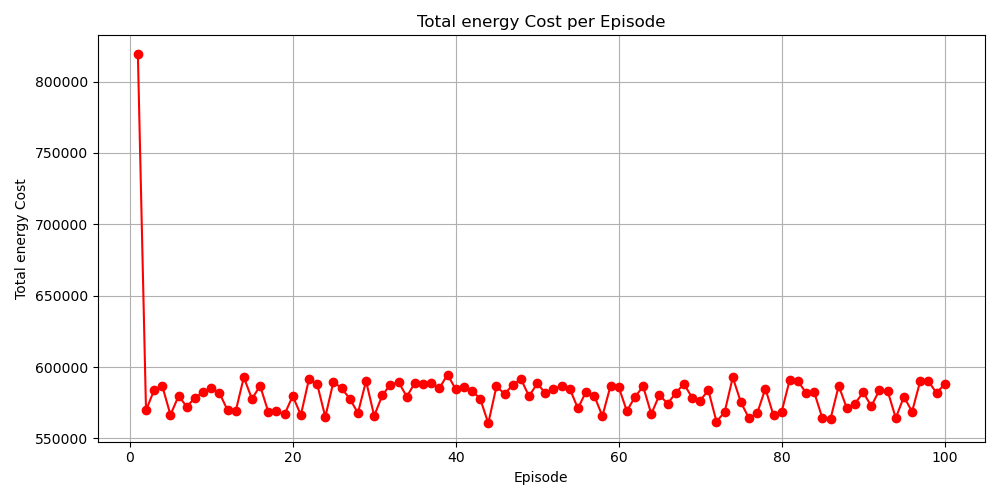 Total energy Cost per Episode
Total energy Cost
800000
750000
700000
650000
600000
550000
0 20 40 60 80 100
Episode